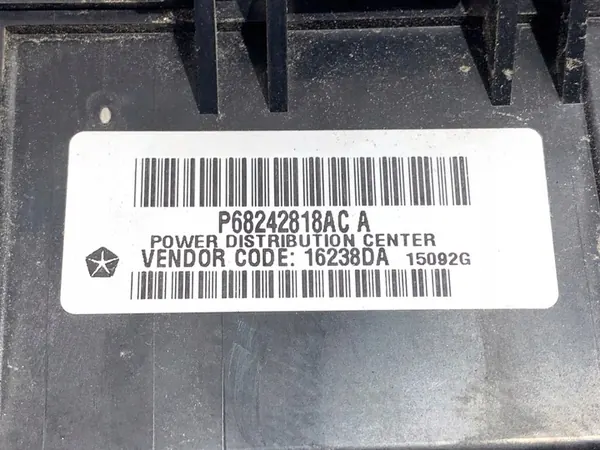 P68242818AC A
POWER DISTRIBUTION CENTER
VENDOR CODE: 16238DA 15092G